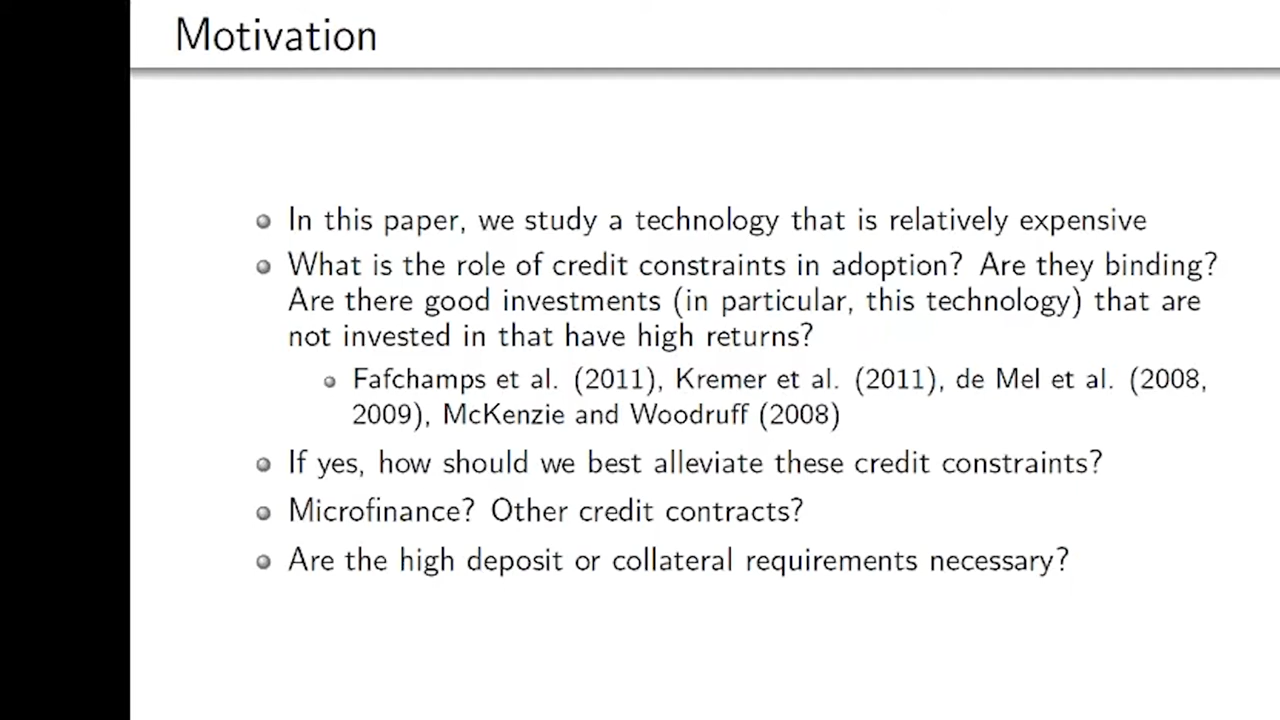 Motivation
In this paper, we study a technology that is relatively expensive
What is the role of credit constraints in adoption? Are they binding?
Are there good investments (in particular, this technology) that are
not invested in that have high returns?
Fafchamps et al. (2011), Kremer et al. (2011), de Mel et al. (2008,
2009), McKenzie and Woodruff (2008)
If yes, how should we best alleviate these credit constraints?
Microfinance? Other credit contracts?
Are the high deposit or collateral requirements necessary?